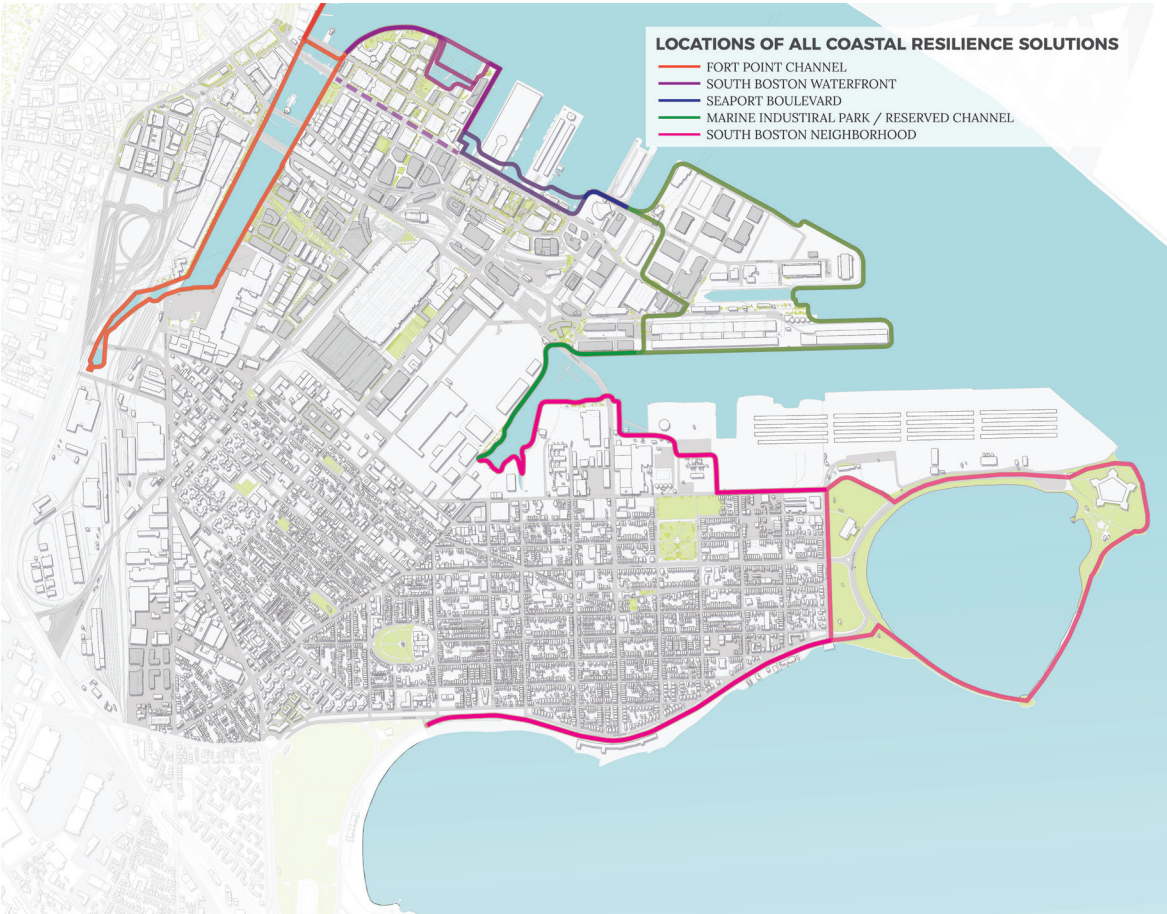 LOCATIONS OF ALL COASTAL RESILIENCE SOLUTIONS
FORT POINT CHANNEL
SOUTH BOSTON WATERFRONT
SEAPORT BOULEVARD
MARINE INDUSTIRAL PARK / RESERVED CHANNEL
SOUTH BOSTON NEIGHBORHOOD